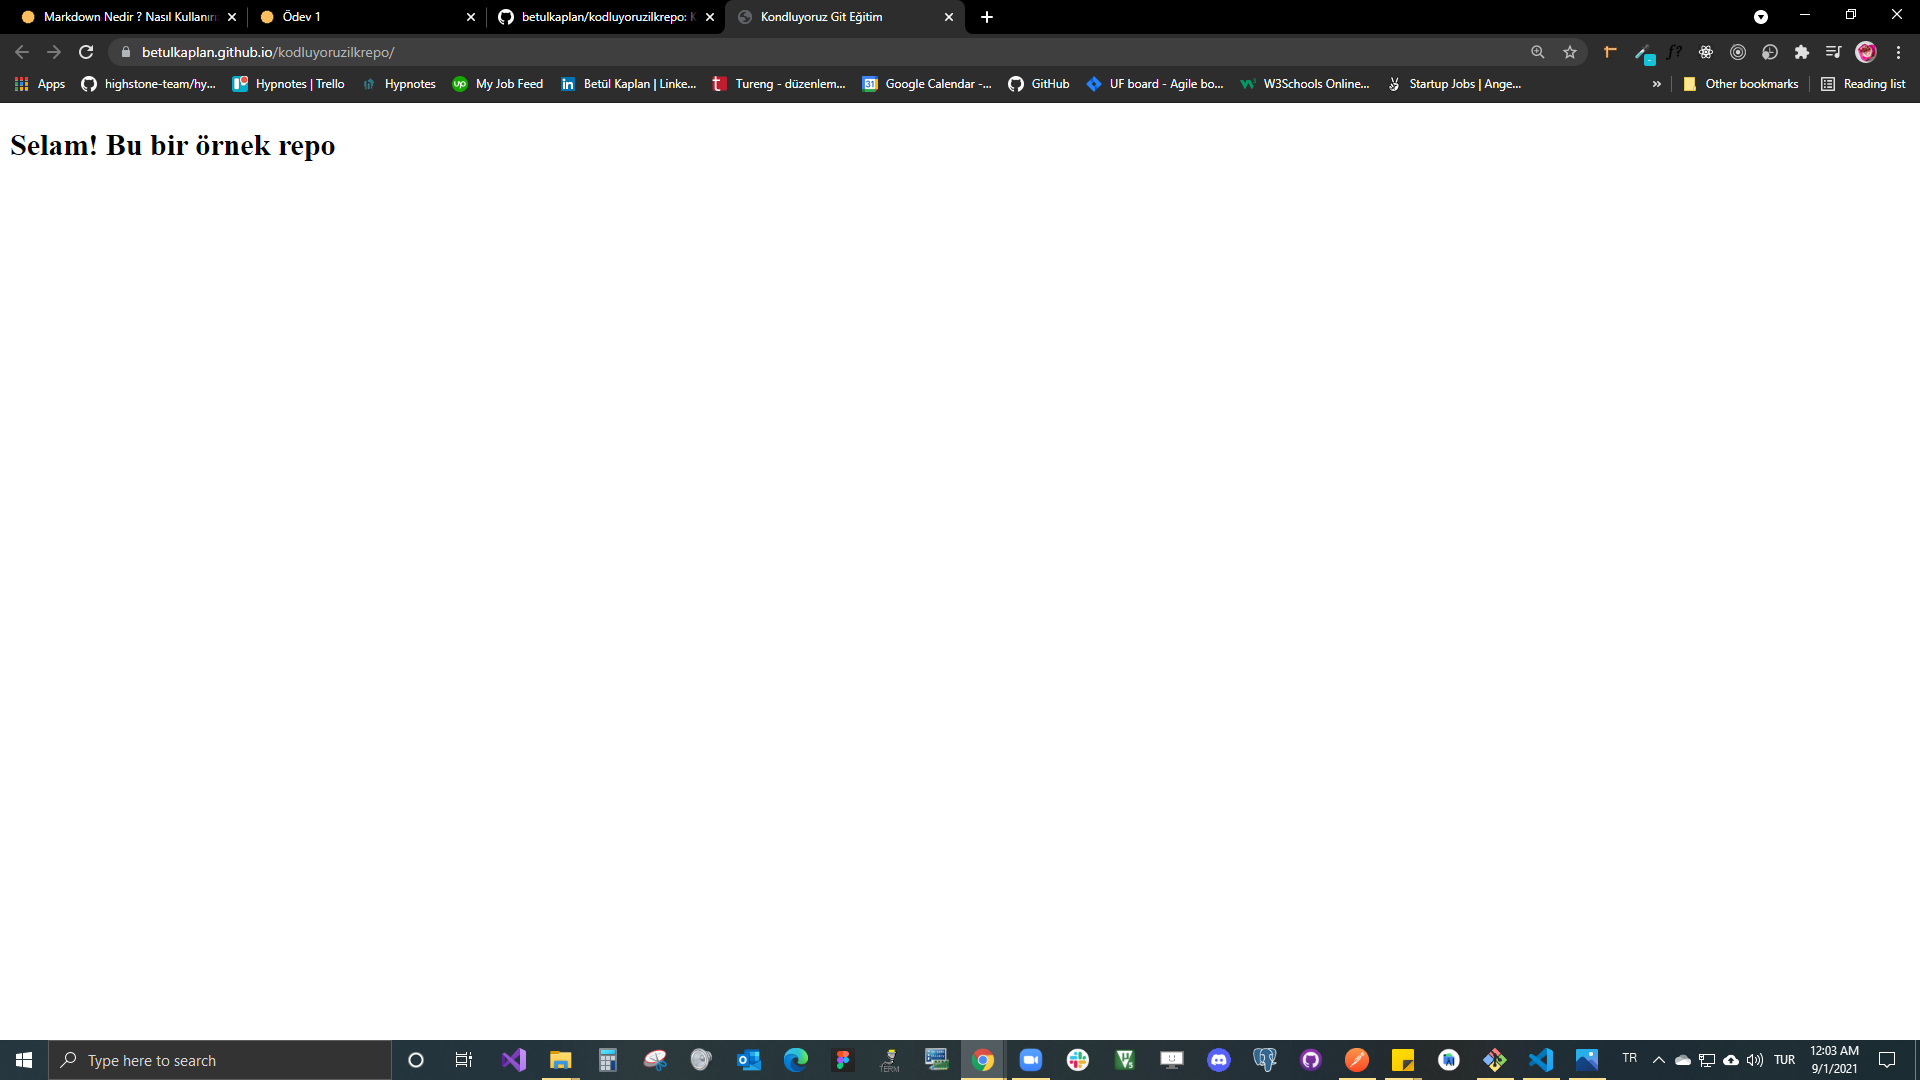 Markdown Nedir ? Nasıl Kullanırı
Ödev 1
betulkaplan/kodluyoruzilkrepo: K
Kondluyoruz Git Eğitim
betulkaplan.github.io/kodluyoruzilkrepo/
Apps
highstone-team/hy...
Hypnotes | Trello
Hypnotes
My Job Feed
Betül Kaplan | Linke...
Tureng - düzenlem...
Google Calendar -...
GitHub
UF board - Agile bo...
W3Schools Online...
Startup Jobs | Ange...
Other bookmarks
Reading list
Selam! Bu bir örnek repo
Type here to search
TERM
TR
TUR
12:03 AM
9/1/2021